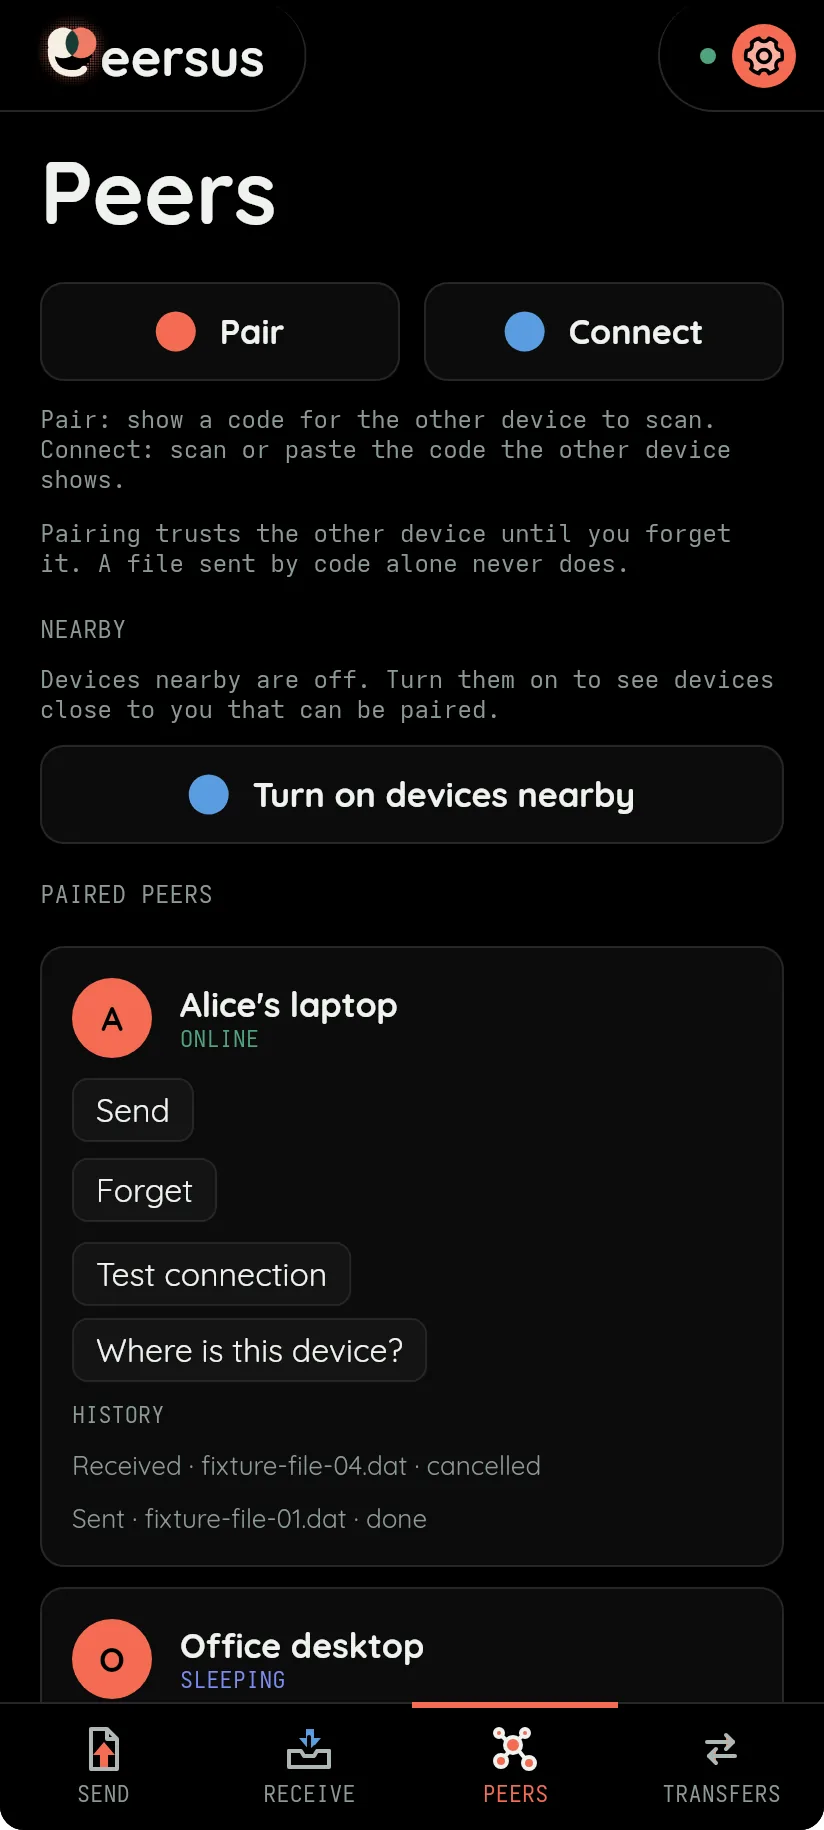 Peersus
Peers
Pair
Connect
Pair: show a code for the other device to scan.
Connect: scan or paste the code the other device
shows.
Pairing trusts the other device until you forget
it. A file sent by code alone never does.
NEARBY
Devices nearby are off. Turn them on to see devices
close to you that can be paired.
Turn on devices nearby
PAIRED PEERS
A
Alice's laptop
ONLINE
Send
Forget
Test connection
Where is this device?
HISTORY
Received · fixture-file-04.dat · cancelled
Sent · fixture-file-01.dat · done
O
Office desktop
SLEEPING
SEND
RECEIVE
PEERS
TRANSFERS